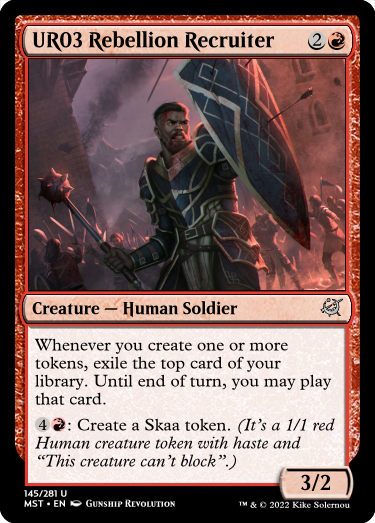 UR03 Rebellion Recruiter 2
Creature — Human Soldier
Whenever you create one or more
tokens, exile the top card of your
library. Until end of turn, you may play
that card.
4 : Create a Skaa token. (It's a 1/1 red
Human creature token with haste and
“This creature can't block”.)
3/2
145/281 U
MST • EN Gunship Revolution
™ & © 2022 Kike Solernou